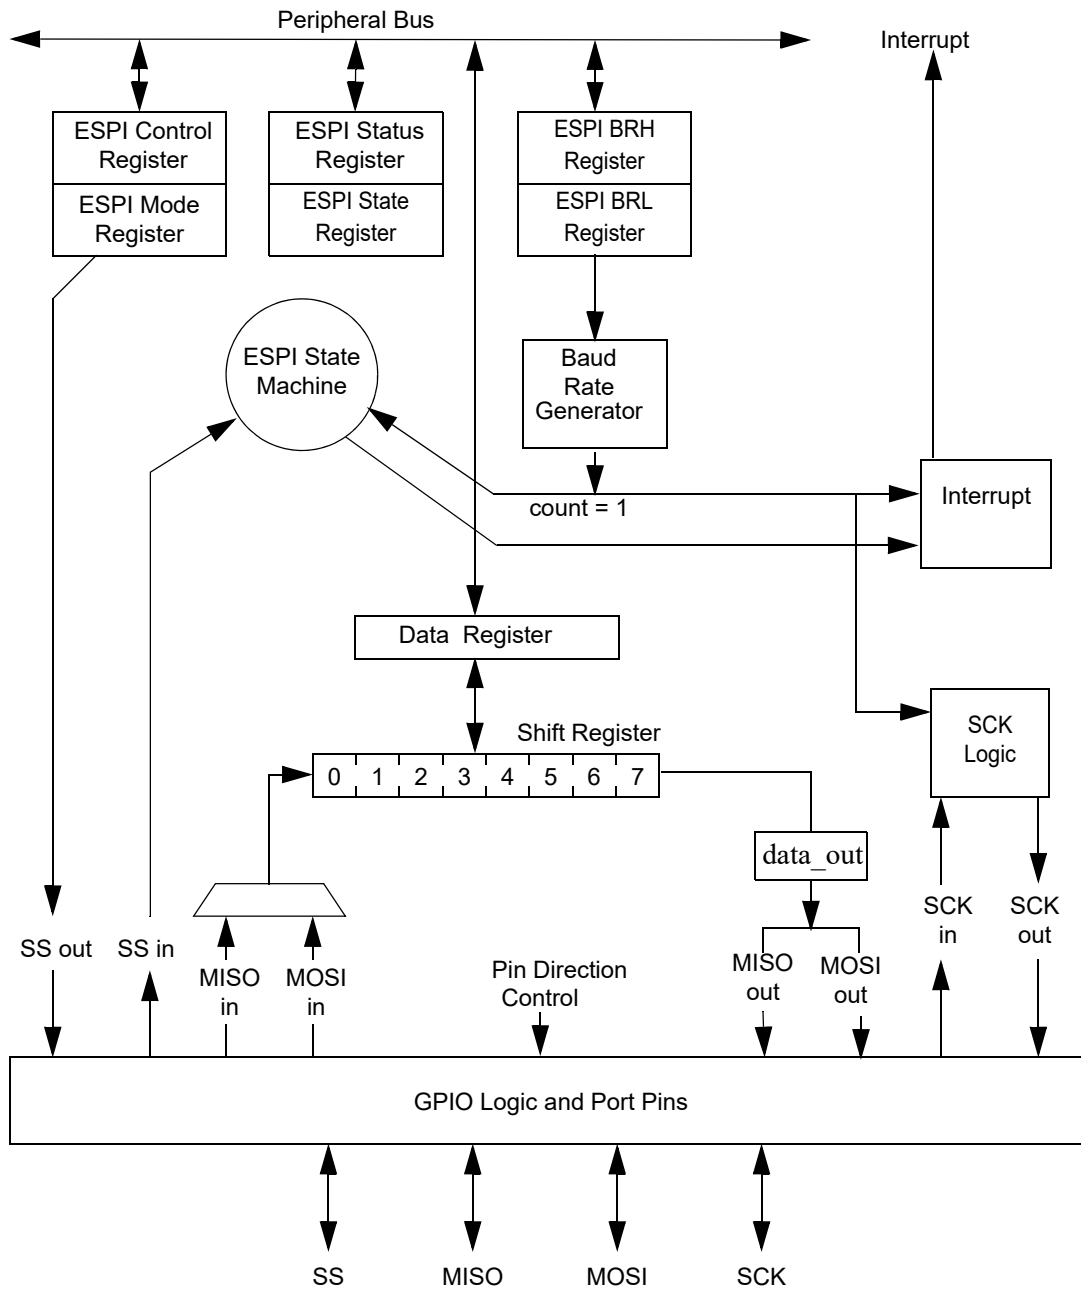 Peripheral Bus
Interrupt
ESPI Control
Register
ESPI Mode
Register
ESPI Status
Register
ESPI State
Register
ESPI BRH
Register
ESPI BRL
Register
ESPI State
Machine
Baud
Rate
Generator
count = 1
Interrupt
Data Register
Shift Register
0 1 2 3 4 5 6 7
SCK
Logic
data_out
SS out
SS in
MISO
in
MOSI
in
Pin Direction
Control
MISO
out
MOSI
out
SCK
in
SCK
out
GPIO Logic and Port Pins
SS
MISO
MOSI
SCK